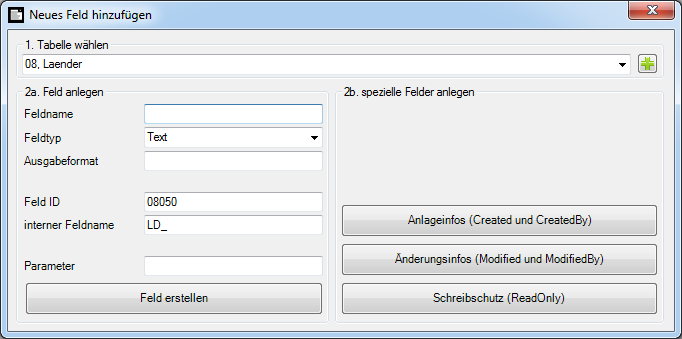 Neues Feld hinzufügen
1. Tabelle wählen
08, Laender
2a. Feld anlegen
Feldname
Feldtyp Text
Ausgabeformat
Feld ID 08050
interner Feldname LD_
Parameter
Feld erstellen
2b. spezielle Felder anlegen
Anlageinfos (Created und CreatedBy)
Änderungsinfos (Modified und ModifiedBy)
Schreibschutz (ReadOnly)